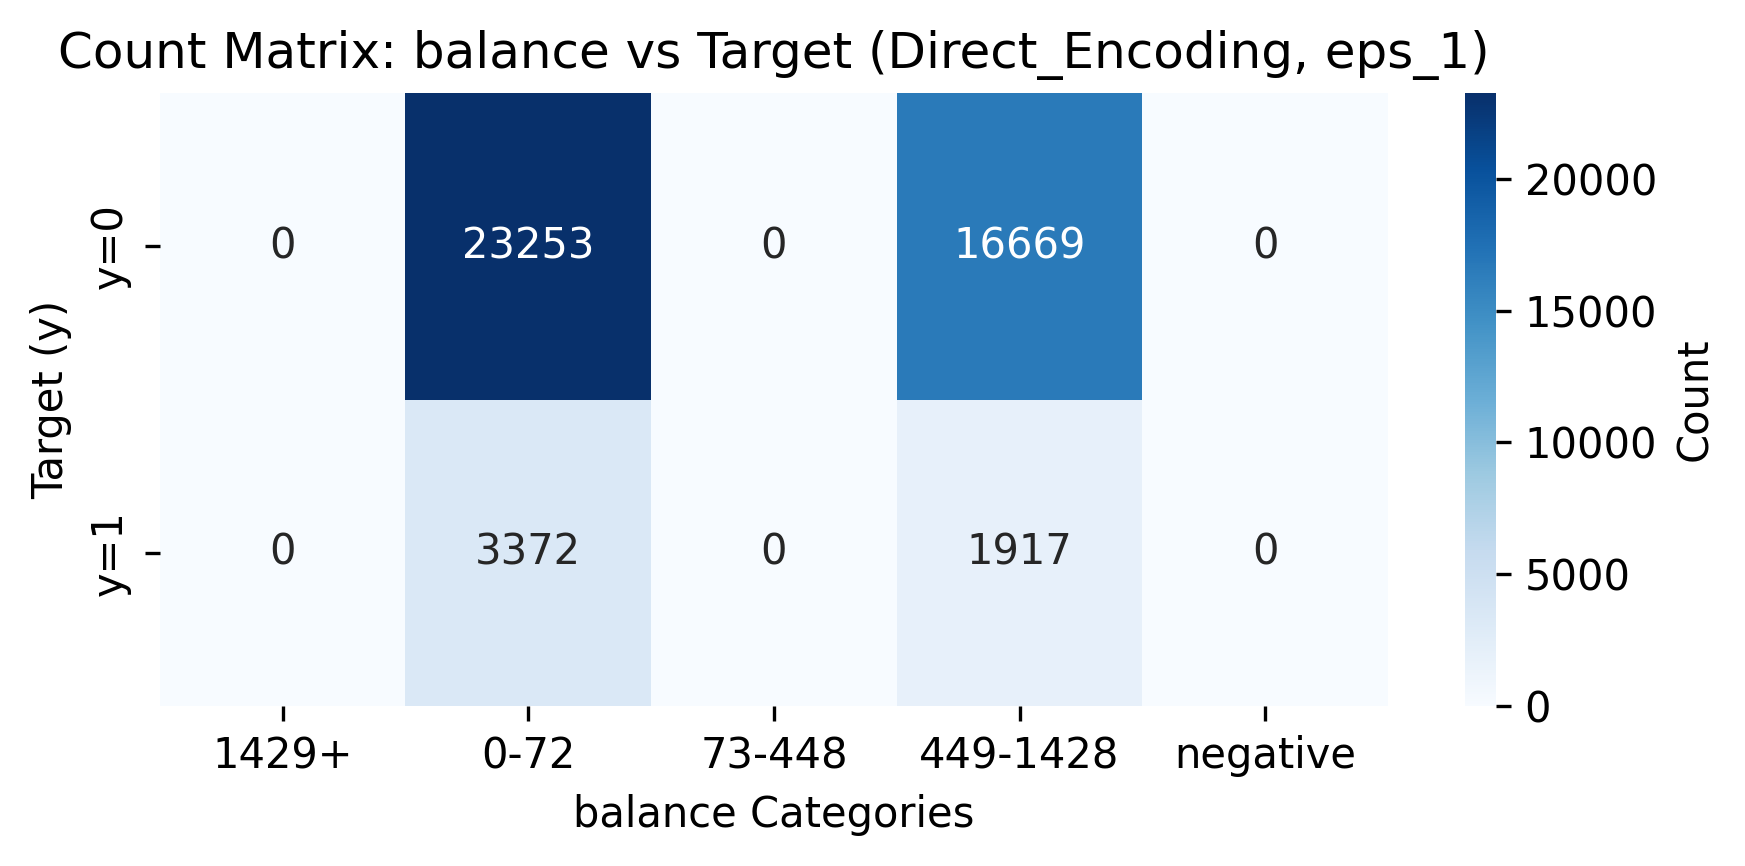 Count Matrix: balance vs Target (Direct_Encoding, eps_1)
Target (y)
y=0
0 23253 0 16669 0
y=1
0 3372 0 1917 0
1429+ 0-72 73-448 449-1428 negative
balance Categories
20000
15000
10000
5000
0
Count